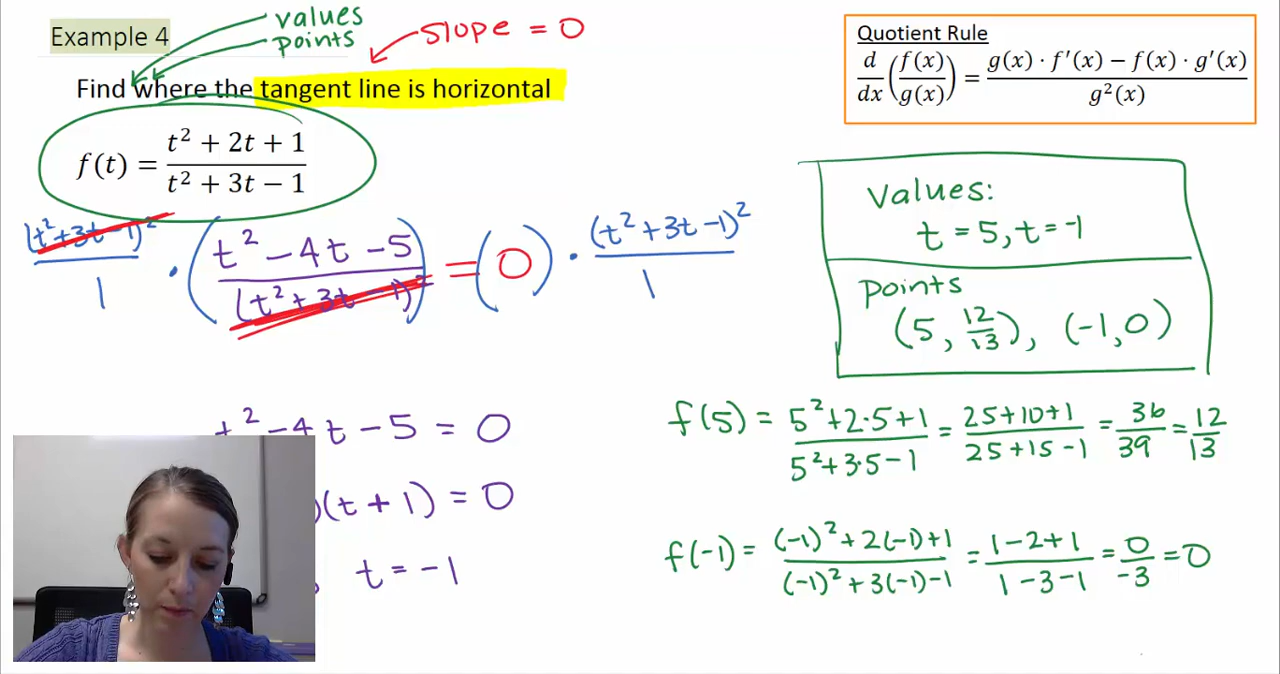 Example 4
values
points
slope = 0
Find where the tangent line is horizontal
f(t) = (t² + 2t + 1)/(t² + 3t − 1)
Quotient Rule
d/dx (f(x)/g(x)) = (g(x) · f′(x) − f(x) · g′(x))/g²(x)
(t²+3t−1)²/1 · ((t² − 4t − 5)/(t²+3t−1)²) = (0) · (t²+3t−1)²/1
t² − 4t − 5 = 0
)(t + 1) = 0
t = −1
values:
t = 5, t = −1
points
(5, 12/13), (−1, 0)
f(5) = (5²+2·5+1)/(5²+3·5−1) = (25+10+1)/(25+15−1) = 36/39 = 12/13
f(−1) = ((−1)²+2(−1)+1)/((−1)²+3(−1)−1) = (1−2+1)/(1−3−1) = 0/−3 = 0